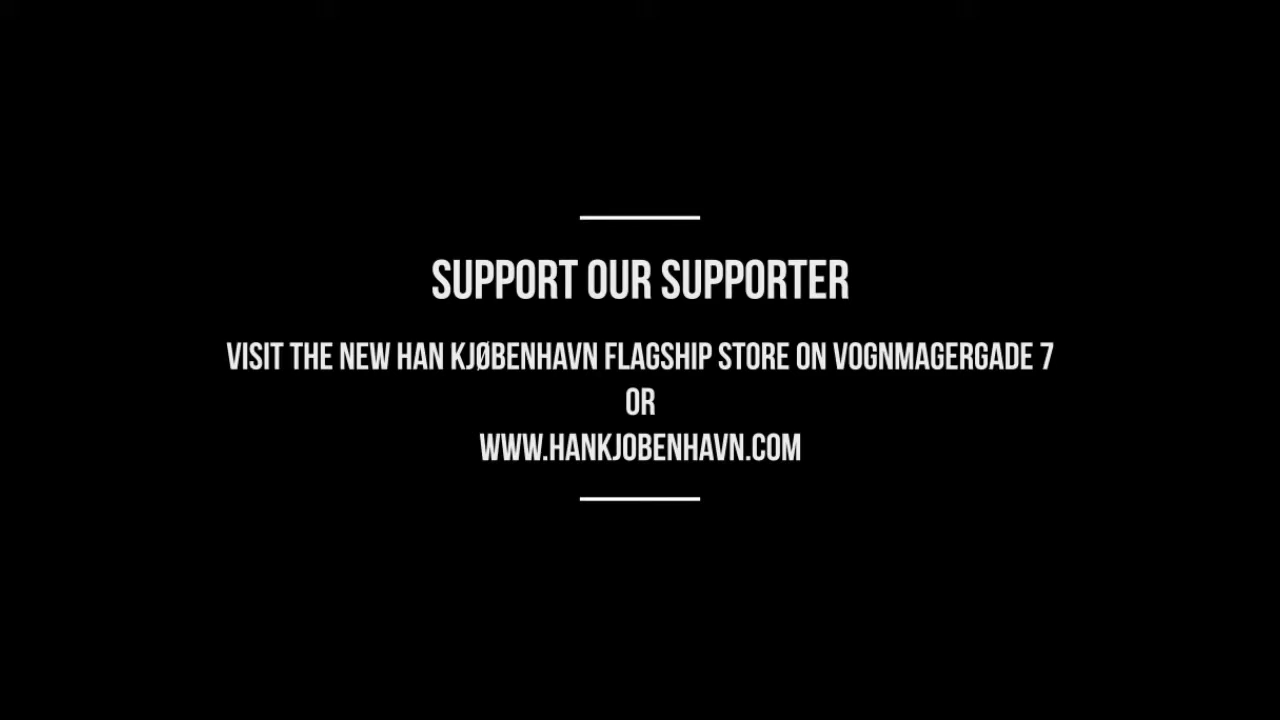 SUPPORT OUR SUPPORTER
VISIT THE NEW HAN KJØBENHAVN FLAGSHIP STORE ON VOGNMAGERGADE 7
OR
WWW.HANKJOBENHAVN.COM